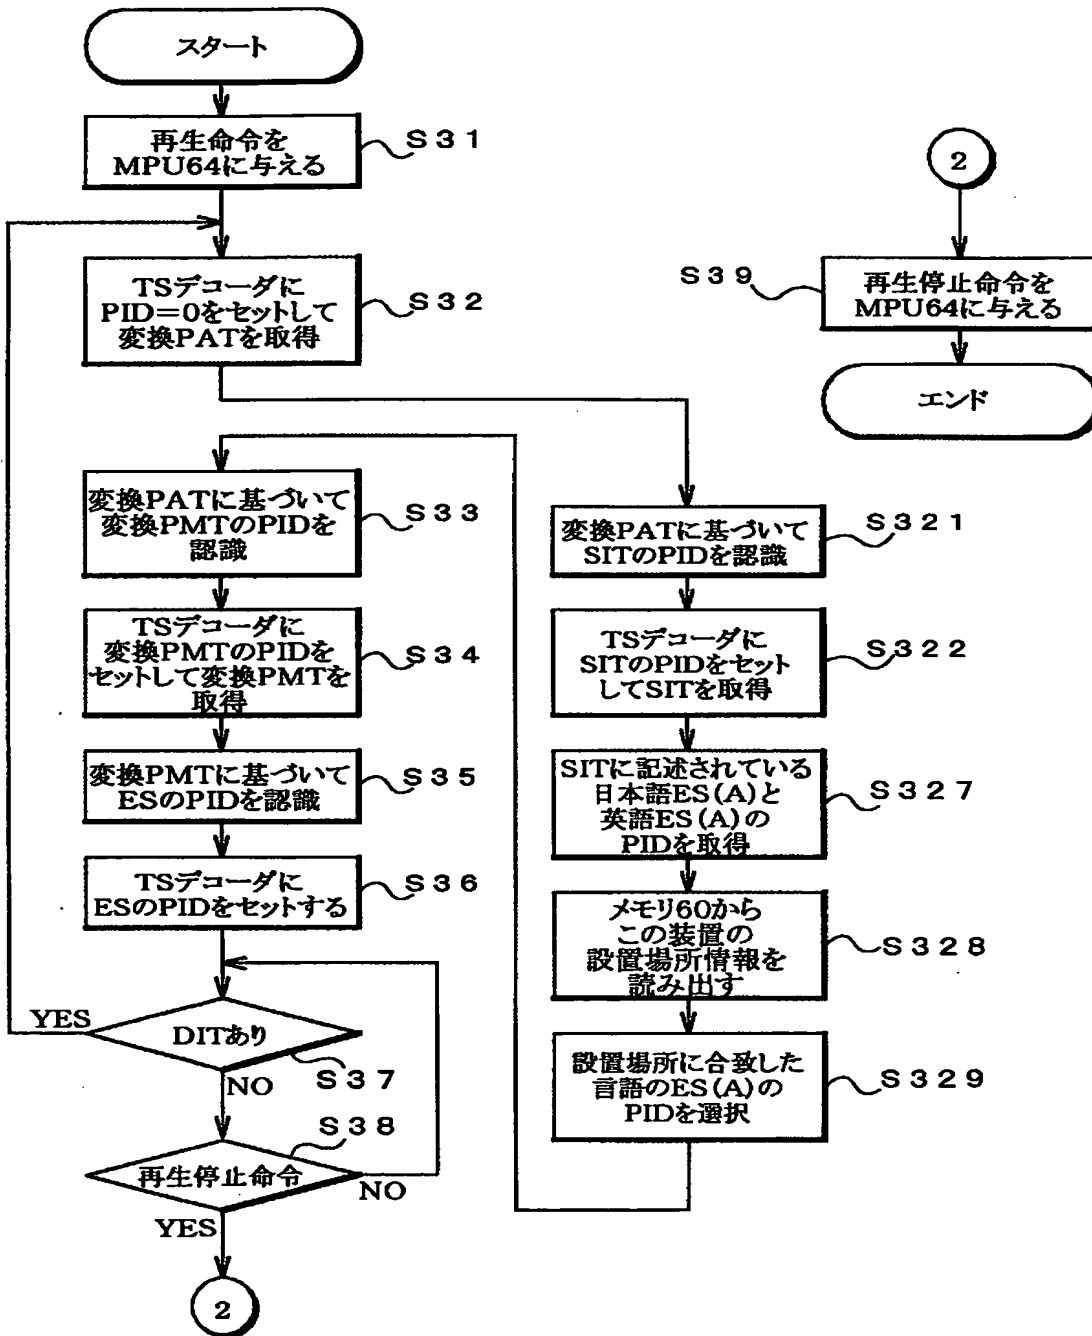 スタート
再生命令を
MPU64に与える
S31
TSデコーダに
PID=0をセットして
変換PATを取得
S32
変換PATに基づいて
変換PMTのPIDを
認識
S33
TSデコーダに
変換PMTのPIDを
セットして変換PMTを
取得
S34
変換PMTに基づいて
ESのPIDを認識
S35
TSデコーダに
ESのPIDをセットする
S36
YES
DITあり
S37
NO
S38
再生停止命令
NO
YES
2
変換PATに基づいて
SITのPIDを認識
S321
TSデコーダに
SITのPIDをセット
してSITを取得
S322
SITに記述されている
日本語ES(A)と
英語ES(A)の
PIDを取得
S327
メモリ60から
この装置の
設置場所情報を
読み出す
S328
設置場所に合致した
言語のES(A)の
PIDを選択
S329
2
S39
再生停止命令を
MPU64に与える
エンド